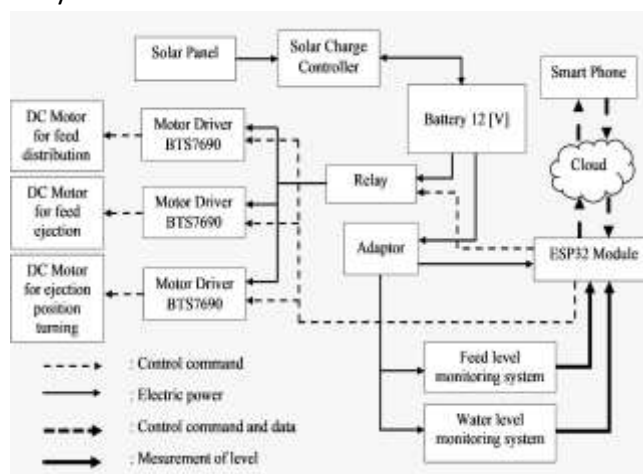 Solar Panel
Solar Charge
Controller
Smart Phone
DC Motor
for feed
distribution
Motor Driver
BTS7690
Battery 12 [V]
Cloud
Relay
DC Motor
for feed
ejection
Motor Driver
BTS7690
Adaptor
ESP32 Module
DC Motor
for ejection
position
turning
Motor Driver
BTS7690
: Control command
: Electric power
: Control command and data
: Mesurement of level
Feed level
monitoring system
Water level
monitoring system